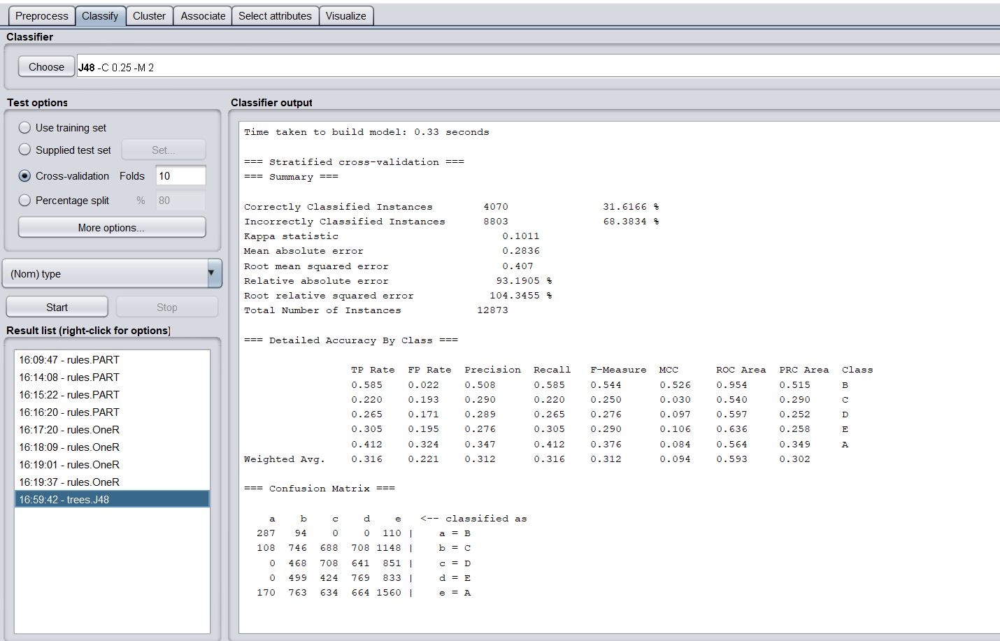 Preprocess Classify Cluster Associate Select attributes Visualize
Classifier
Choose J48 -C 0.25 -M 2
Test options
Use training set
Supplied test set Set...
Cross-validation Folds 10
Percentage split % 80
More options...
(Nom) type
Start Stop
Result list (right-click for options)
16:09:47 - rules.PART
16:14:08 - rules.PART
16:15:22 - rules.PART
16:16:20 - rules.PART
16:17:20 - rules.OneR
16:18:09 - rules.OneR
16:19:01 - rules.OneR
16:19:37 - rules.OneR
16:59:42 - trees.J48
Classifier output
Time taken to build model: 0.33 seconds
=== Stratified cross-validation ===
=== Summary ===
Correctly Classified Instances 4070 31.6166 %
Incorrectly Classified Instances 8803 68.3834 %
Kappa statistic 0.1011
Mean absolute error 0.2836
Root mean squared error 0.407
Relative absolute error 93.1905 %
Root relative squared error 104.3455 %
Total Number of Instances 12873
=== Detailed Accuracy By Class ===
TP Rate FP Rate Precision Recall F-Measure MCC ROC Area PRC Area Class
0.585 0.022 0.508 0.585 0.544 0.526 0.954 0.515 B
0.220 0.193 0.290 0.220 0.250 0.030 0.540 0.290 C
0.265 0.171 0.289 0.265 0.276 0.097 0.597 0.252 D
0.305 0.195 0.276 0.305 0.290 0.106 0.636 0.258 E
0.412 0.324 0.347 0.412 0.376 0.084 0.564 0.349 A
Weighted Avg. 0.316 0.221 0.312 0.316 0.312 0.094 0.593 0.302
=== Confusion Matrix ===
a b c d e <-- classified as
287 94 0 0 110 | a = B
108 746 688 708 1148 | b = C
0 468 708 641 851 | c = D
0 499 424 769 833 | d = E
170 763 634 664 1560 | e = A